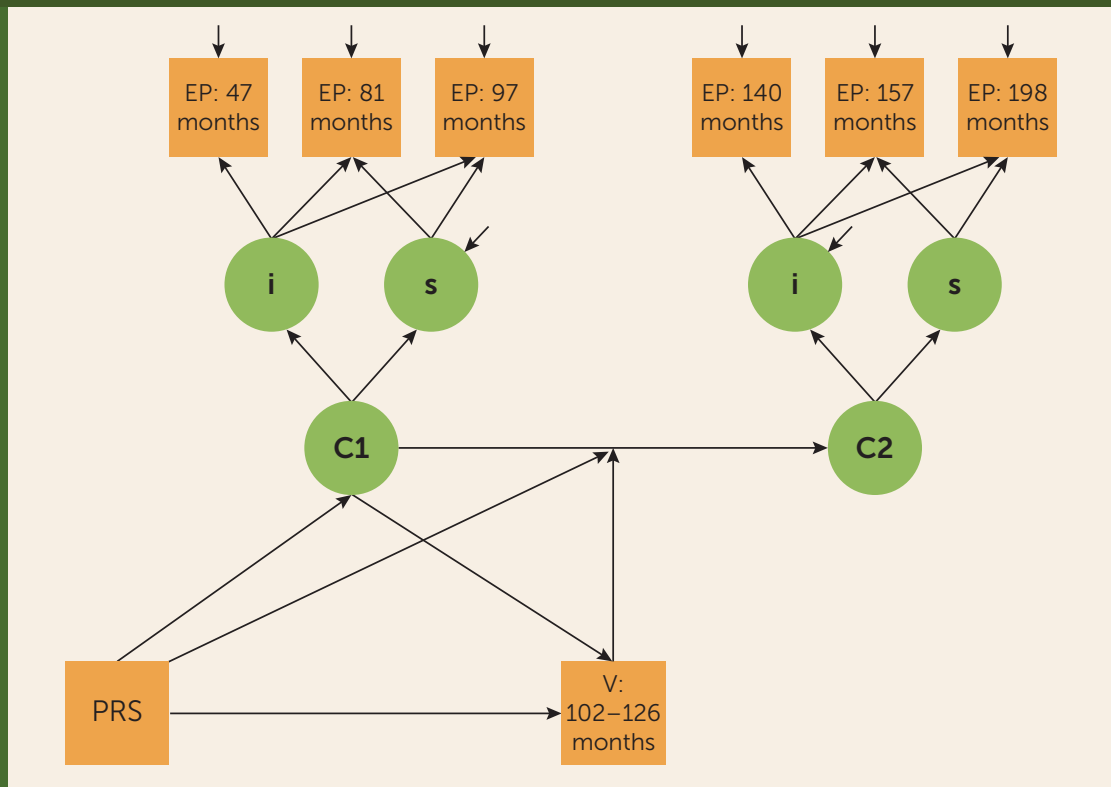 EP: 47
months
EP: 81
months
EP: 97
months
EP: 140
months
EP: 157
months
EP: 198
months
i
s
i
s
C1
C2
PRS
V:
102–126
months